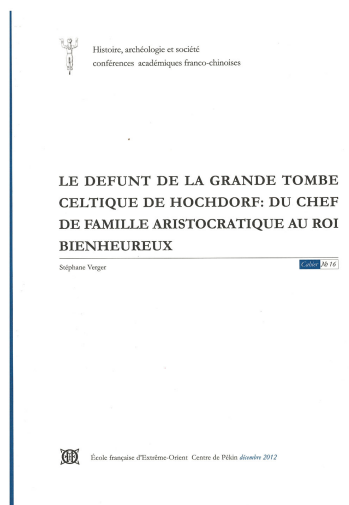 Histoire, archéologie et société
conférences académiques franco-chinoises
LE DEFUNT DE LA GRANDE TOMBE
CELTIQUE DE HOCHDORF: DU CHEF
DE FAMILLE ARISTOCRATIQUE AU ROI
BIENHEUREUX
Stéphane Verger
Cahier № 16
École française d'Extrême-Orient Centre de Pékin décembre 2012